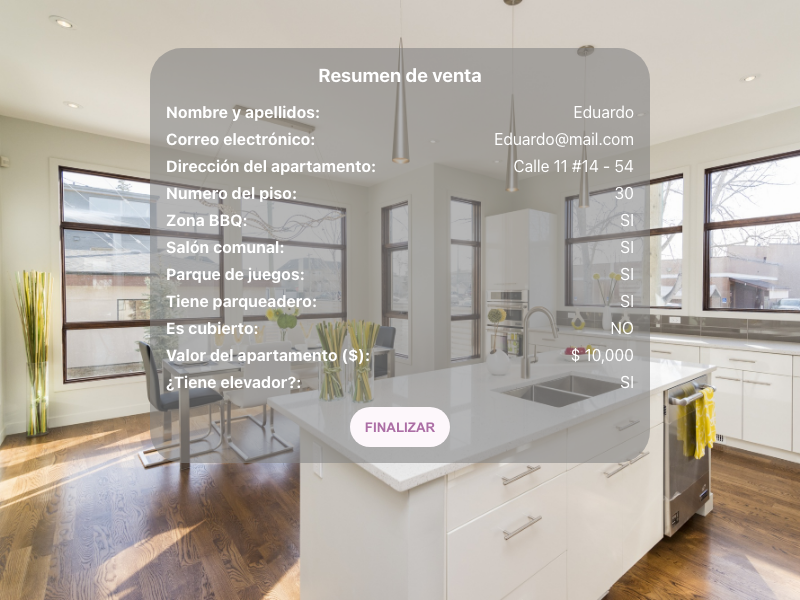 Resumen de venta
Nombre y apellidos: Eduardo
Correo electrónico: Eduardo@mail.com
Dirección del apartamento: Calle 11 #14 - 54
Numero del piso: 30
Zona BBQ: SI
Salón comunal: SI
Parque de juegos: SI
Tiene parqueadero: SI
Es cubierto: NO
Valor del apartamento ($): $ 10,000
¿Tiene elevador?: SI
FINALIZAR